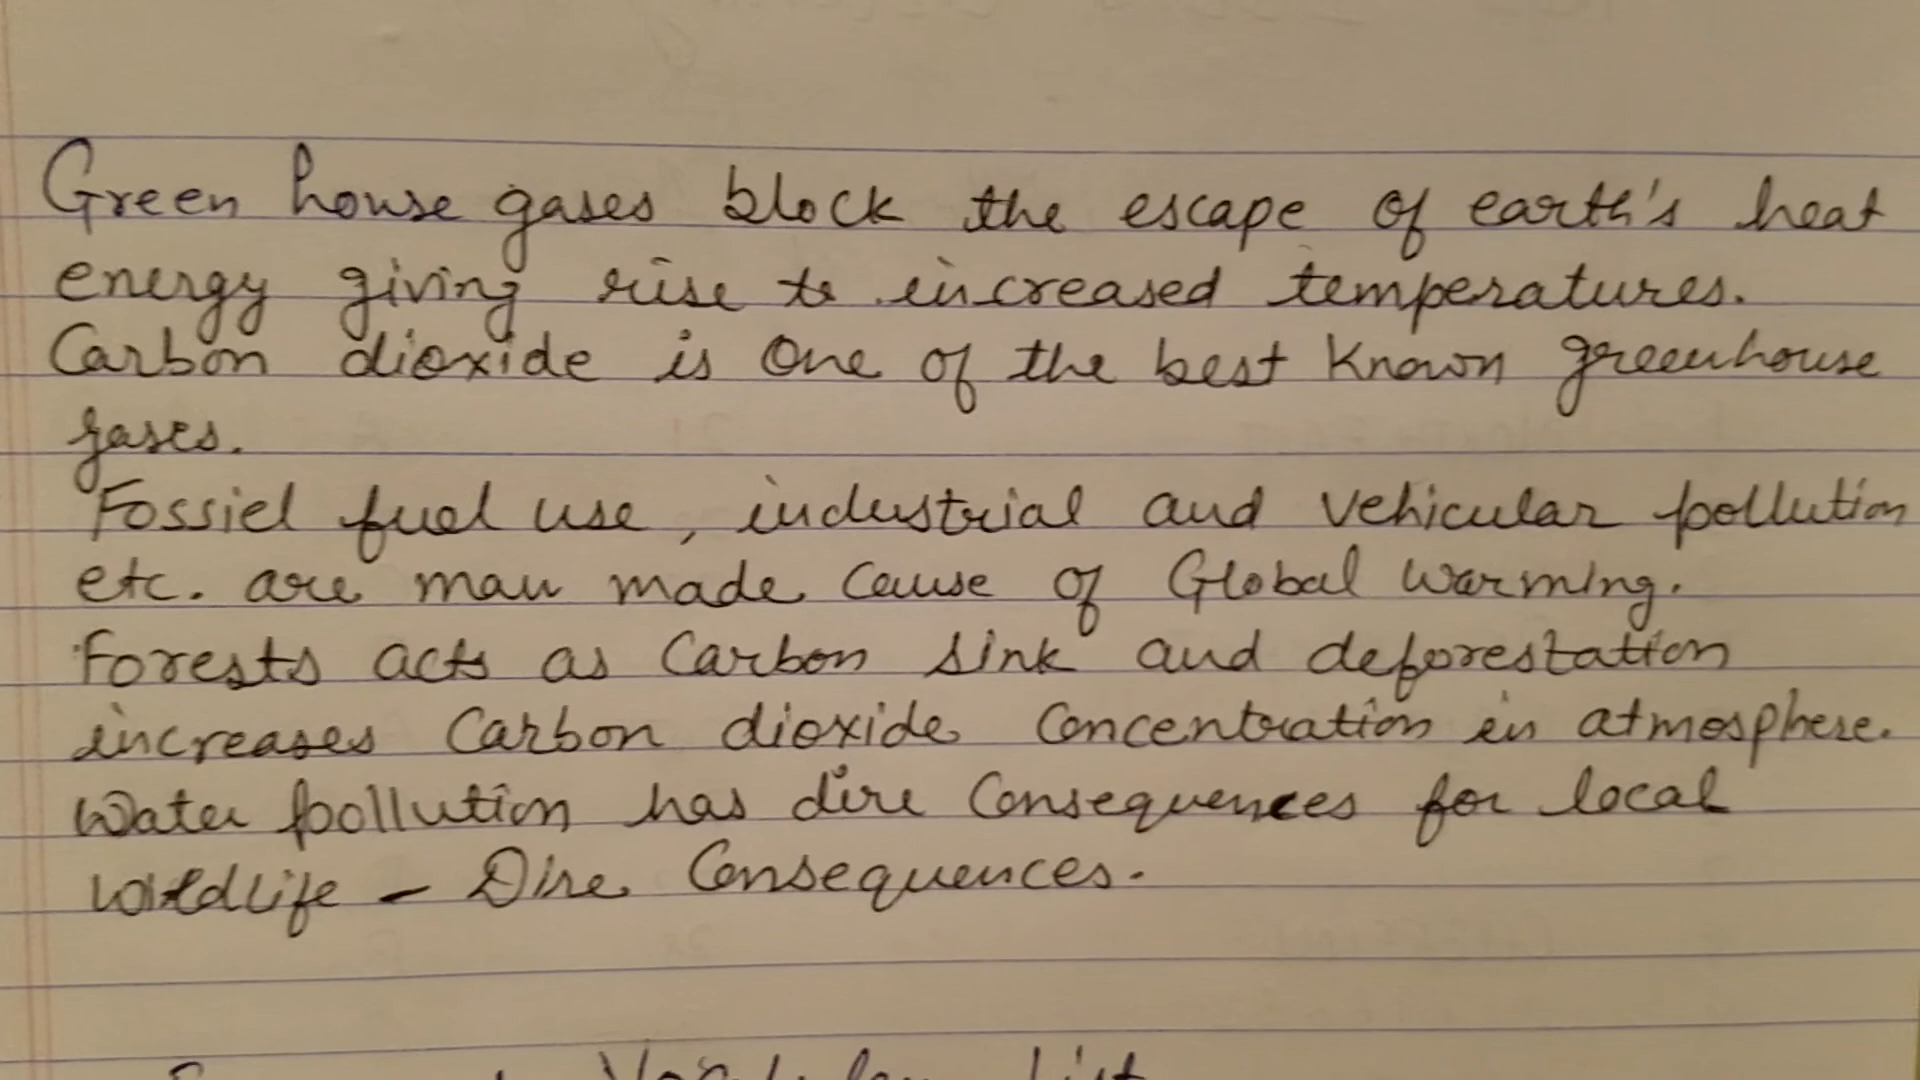 Green house gases block the escape of earth's heat
energy giving rise to increased temperatures.
Carbon dioxide is one of the best known greenhouse
gases.
Fossiel fuel use, industrial and vehicular pollution
etc. are man made cause of Global warming.
Forests acts as Carbon sink and deforestation
increases Carbon dioxide Concentration in atmosphere.
Water pollution has dire Consequences for local
wildlife - Dire Consequences.
List